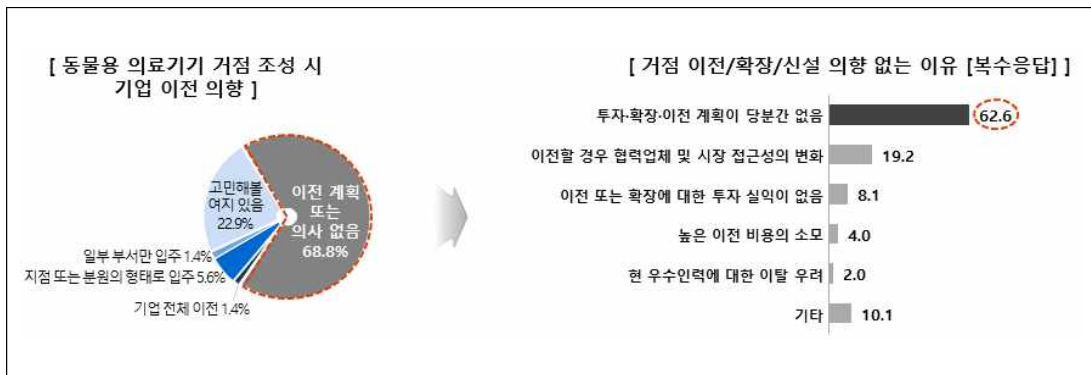 [ 동물용 의료기기 거점 조성 시
기업 이전 의향 ]
고민해볼
여지 있음
22.9%
이전 계획
또는
의사 없음
68.8%
일부 부서만 입주 1.4%
지점 또는 분원의 형태로 입주 5.6%
기업 전체 이전 1.4%
[ 거점 이전/확장/신설 의향 없는 이유 [복수응답] ]
투자·확장·이전 계획이 당분간 없음 62.6
이전할 경우 협력업체 및 시장 접근성의 변화 19.2
이전 또는 확장에 대한 투자 실익이 없음 8.1
높은 이전 비용의 소모 4.0
현 우수인력에 대한 이탈 우려 2.0
기타 10.1